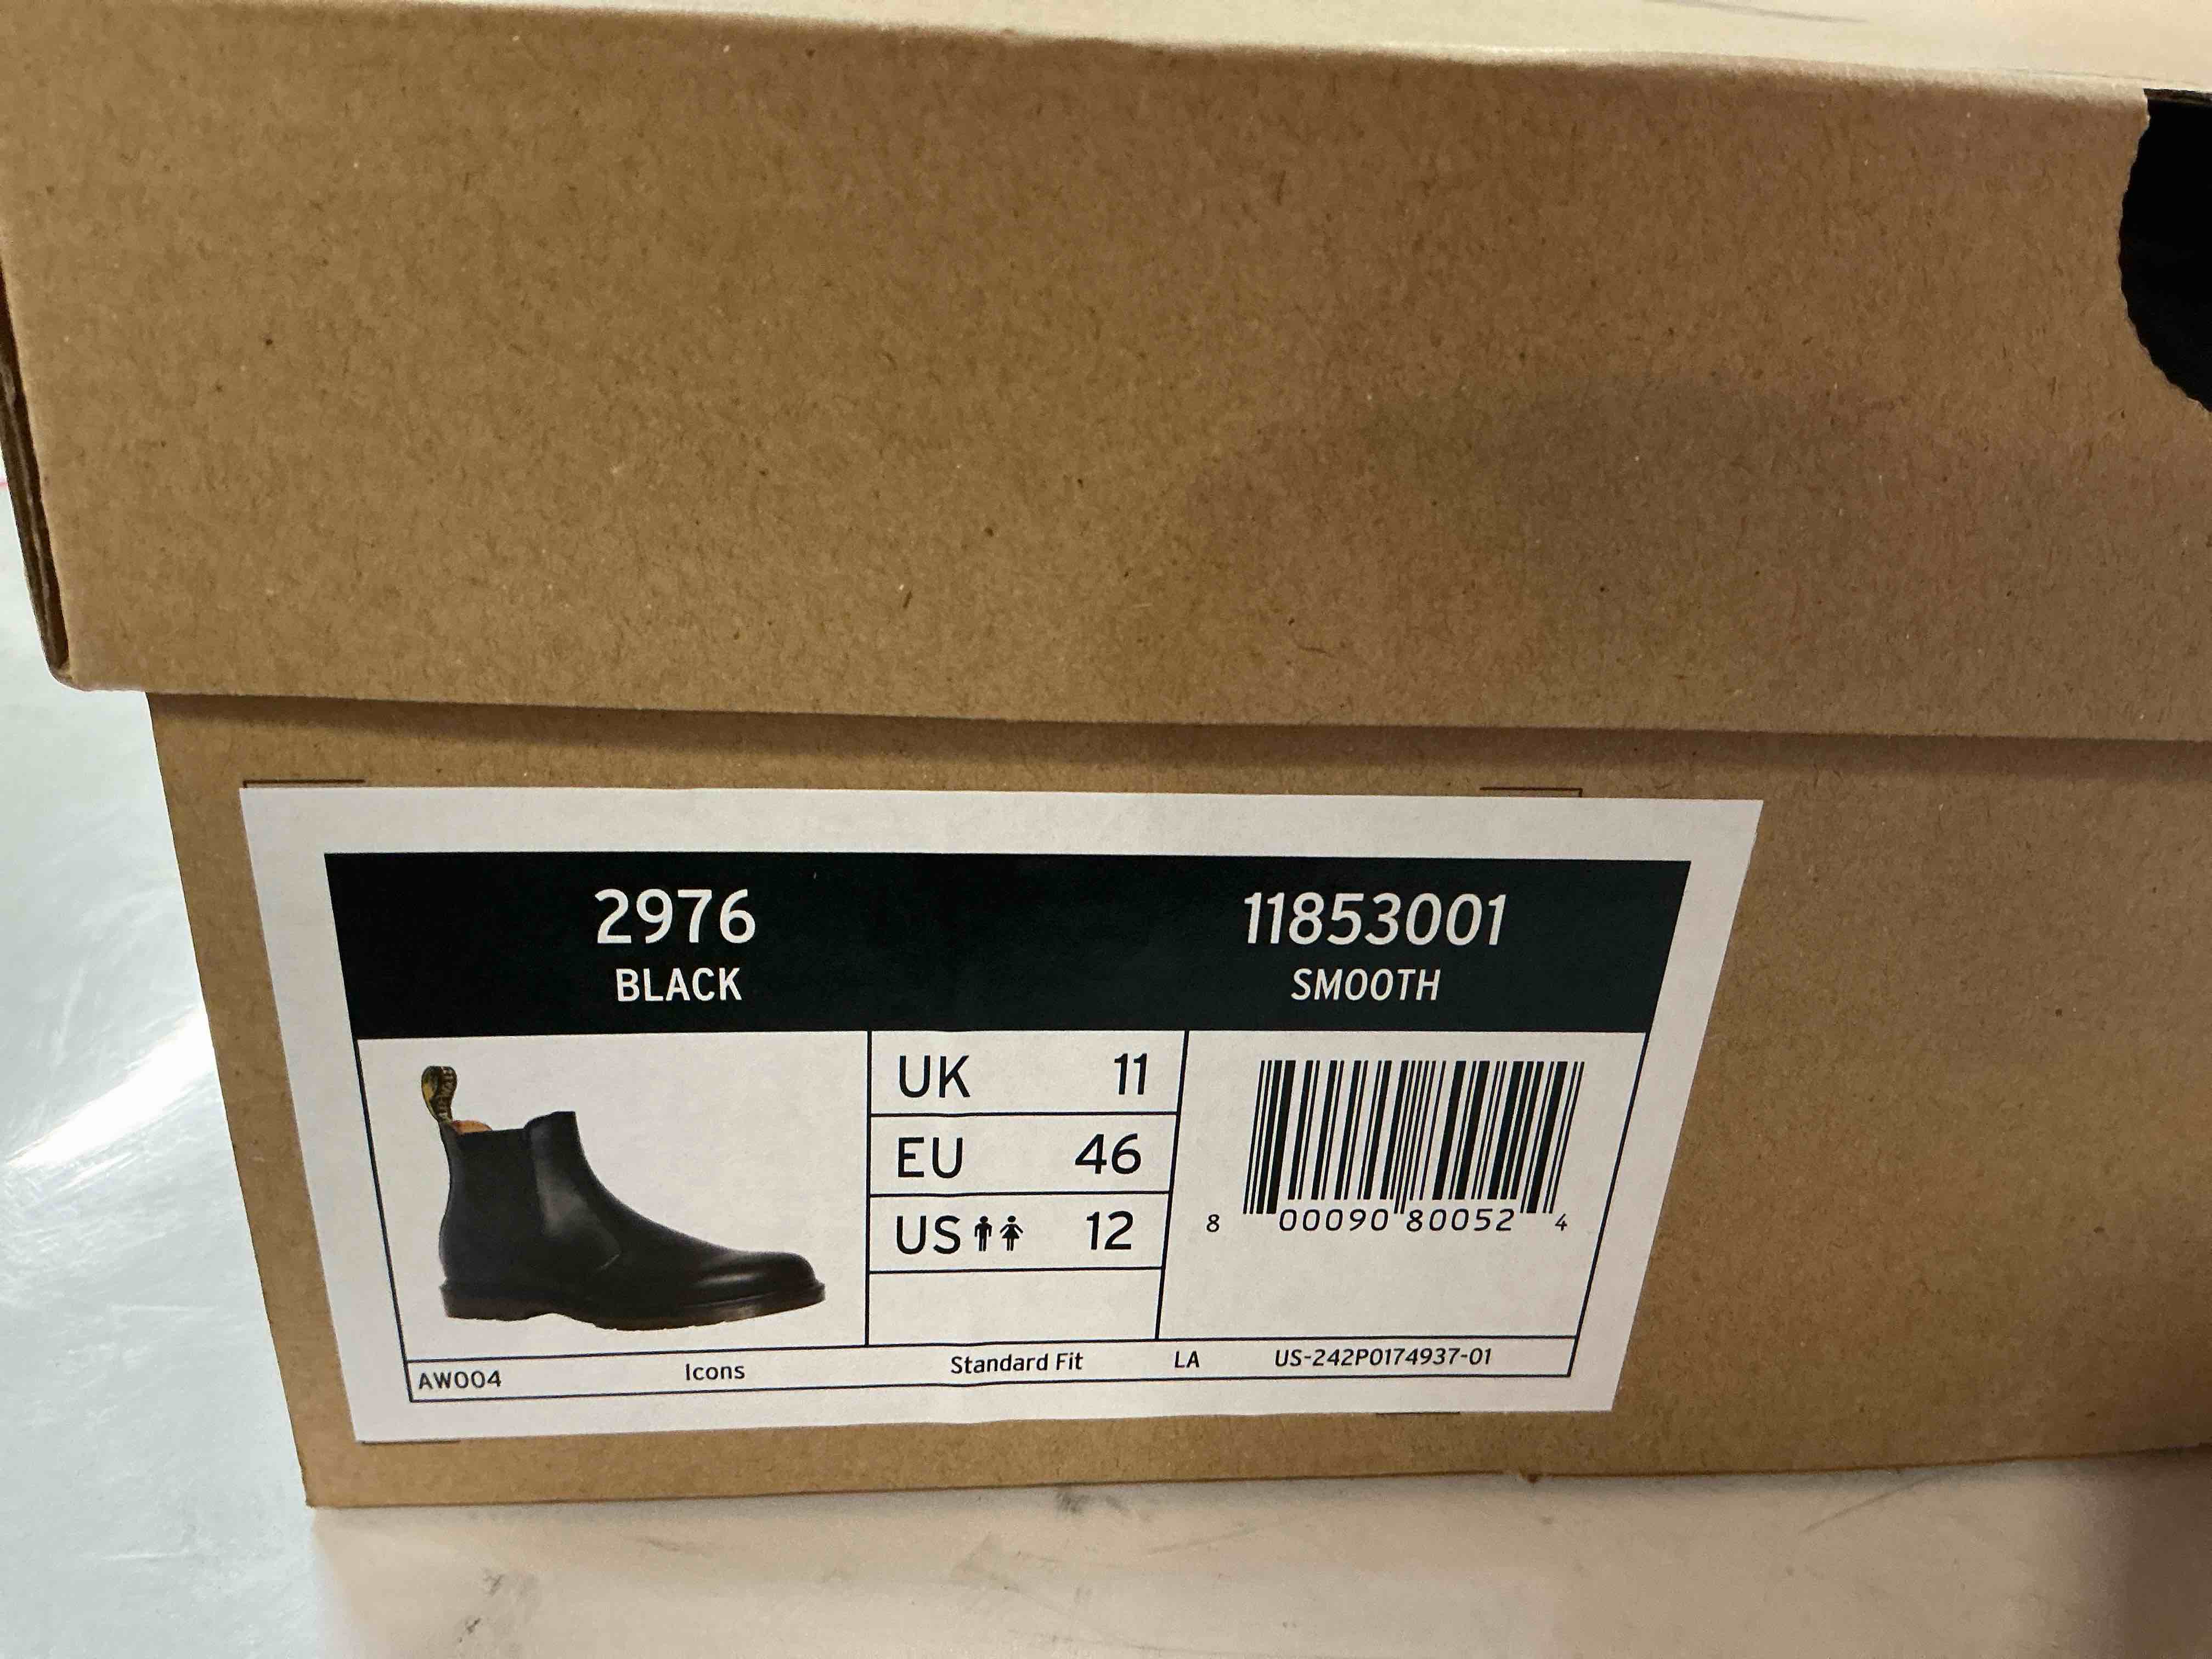 2976
BLACK
11853001
SMOOTH
UK 11
EU 46
US 12
8 00090 80052 4
AW004 Icons Standard Fit LA US-242P0174937-01